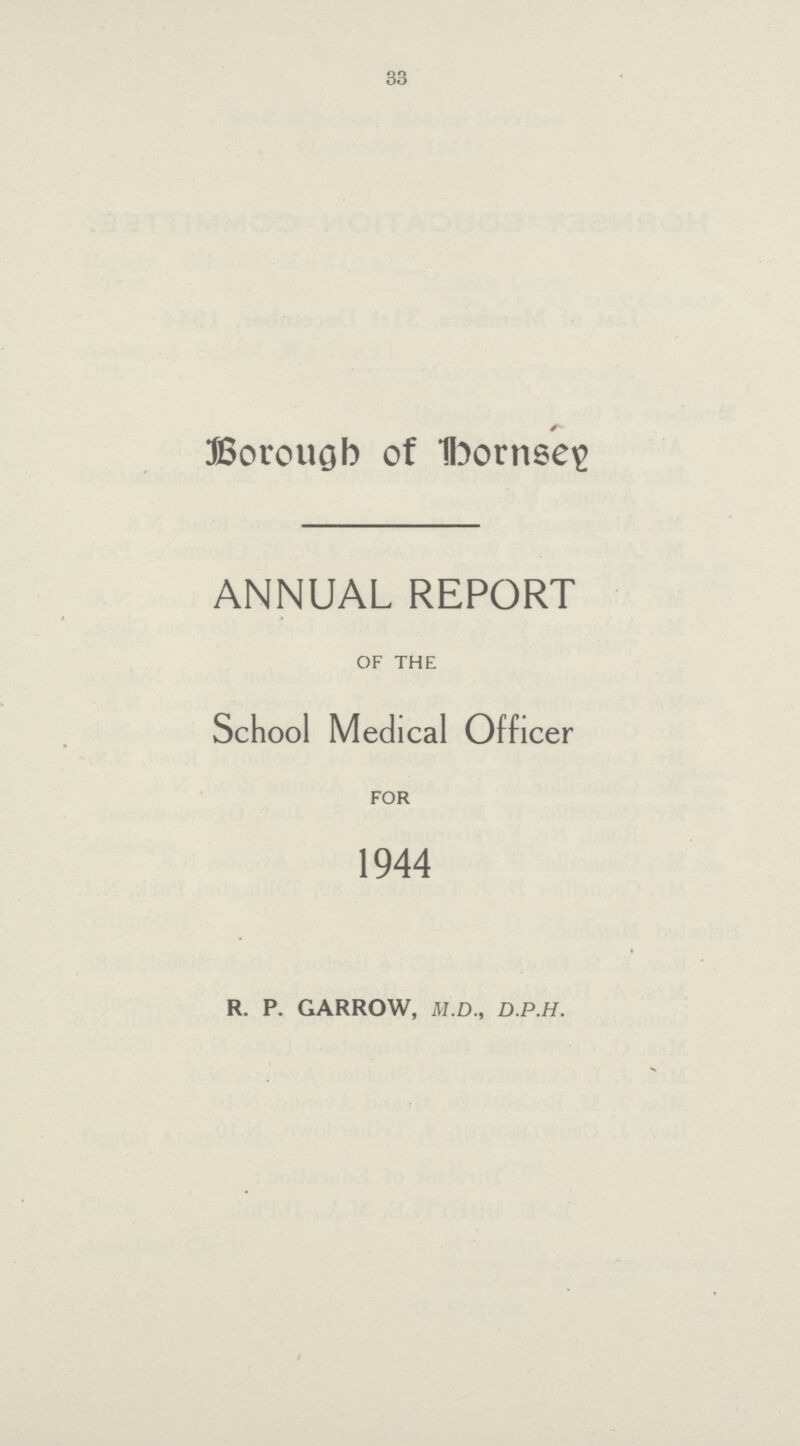 33
Borough of Hornsey
ANNUAL REPORT
OF THE
School Medical Officer
FOR
1944
R. P. GARROW, M.D., D.P.H.